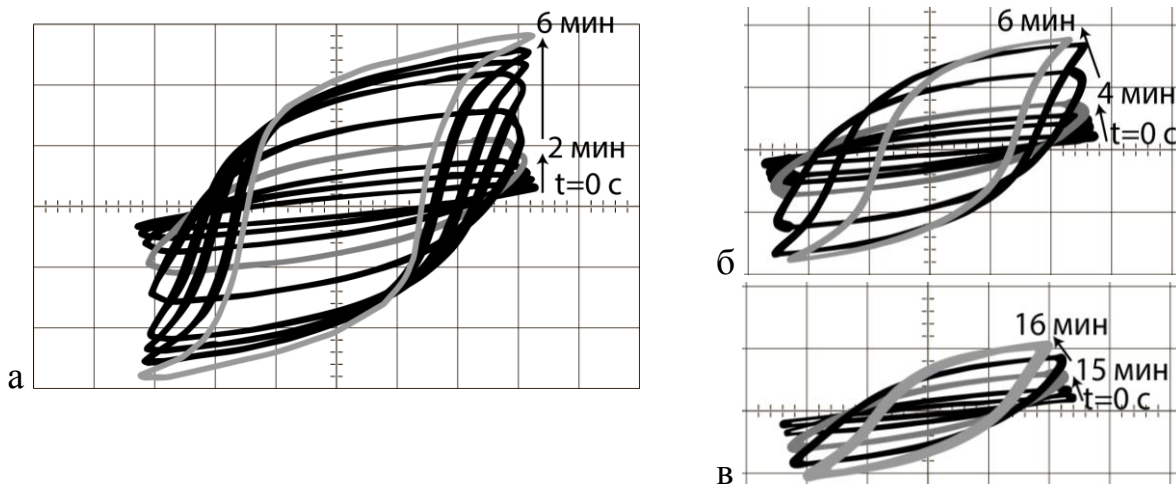 6 мин
2 мин
t=0 с
а
6 мин
4 мин
t=0 с
б
16 мин
15 мин
t=0 с
в